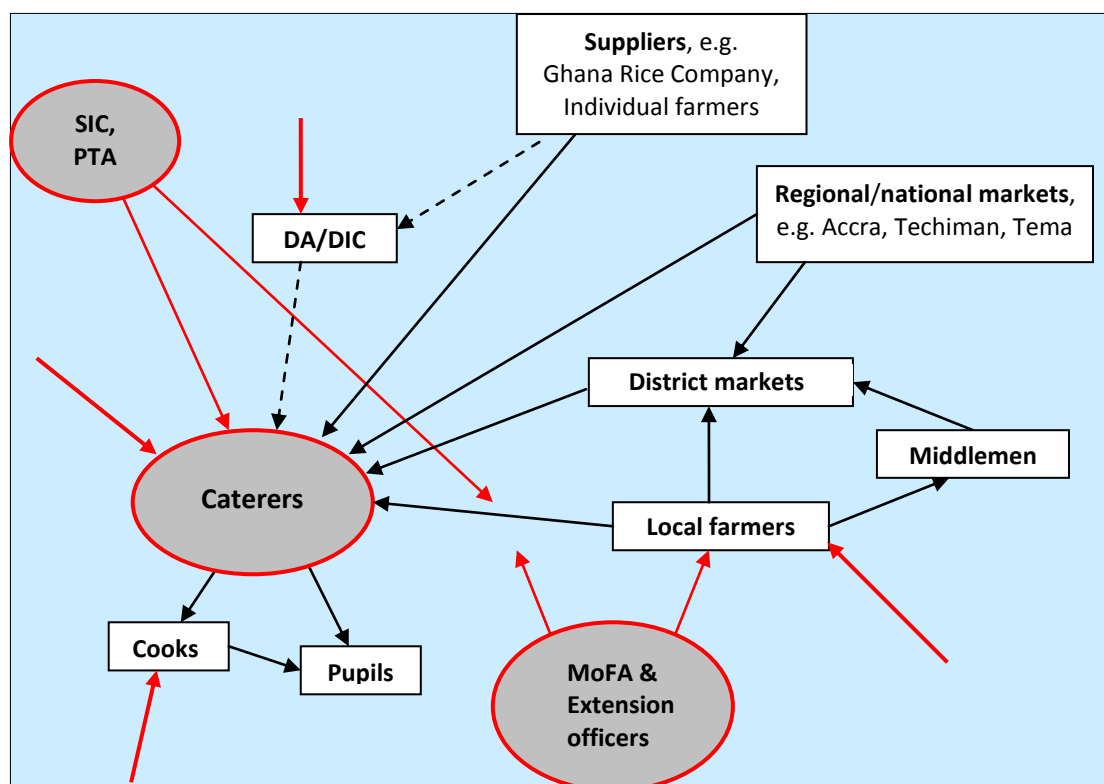 Suppliers, e.g.
Ghana Rice Company,
Individual farmers
SIC,
PTA
Regional/national markets,
e.g. Accra, Techiman, Tema
DA/DIC
District markets
Middlemen
Caterers
Local farmers
Cooks
Pupils
MoFA &
Extension
officers